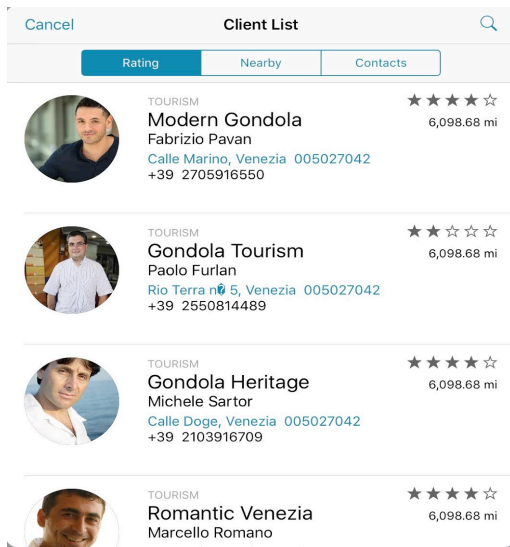 Cancel Client List
Rating Nearby Contacts
TOURISM
Modern Gondola
Fabrizio Pavan
Calle Marino, Venezia 005027042
+39 2705916550
★★★★☆
6,098.68 mi
TOURISM
Gondola Tourism
Paolo Furlan
Rio Terra n� 5, Venezia 005027042
+39 2550814489
★★☆☆☆
6,098.68 mi
TOURISM
Gondola Heritage
Michele Sartor
Calle Doge, Venezia 005027042
+39 2103916709
★★★★☆
6,098.68 mi
TOURISM
Romantic Venezia
Marcello Romano
★★★★☆
6,098.68 mi